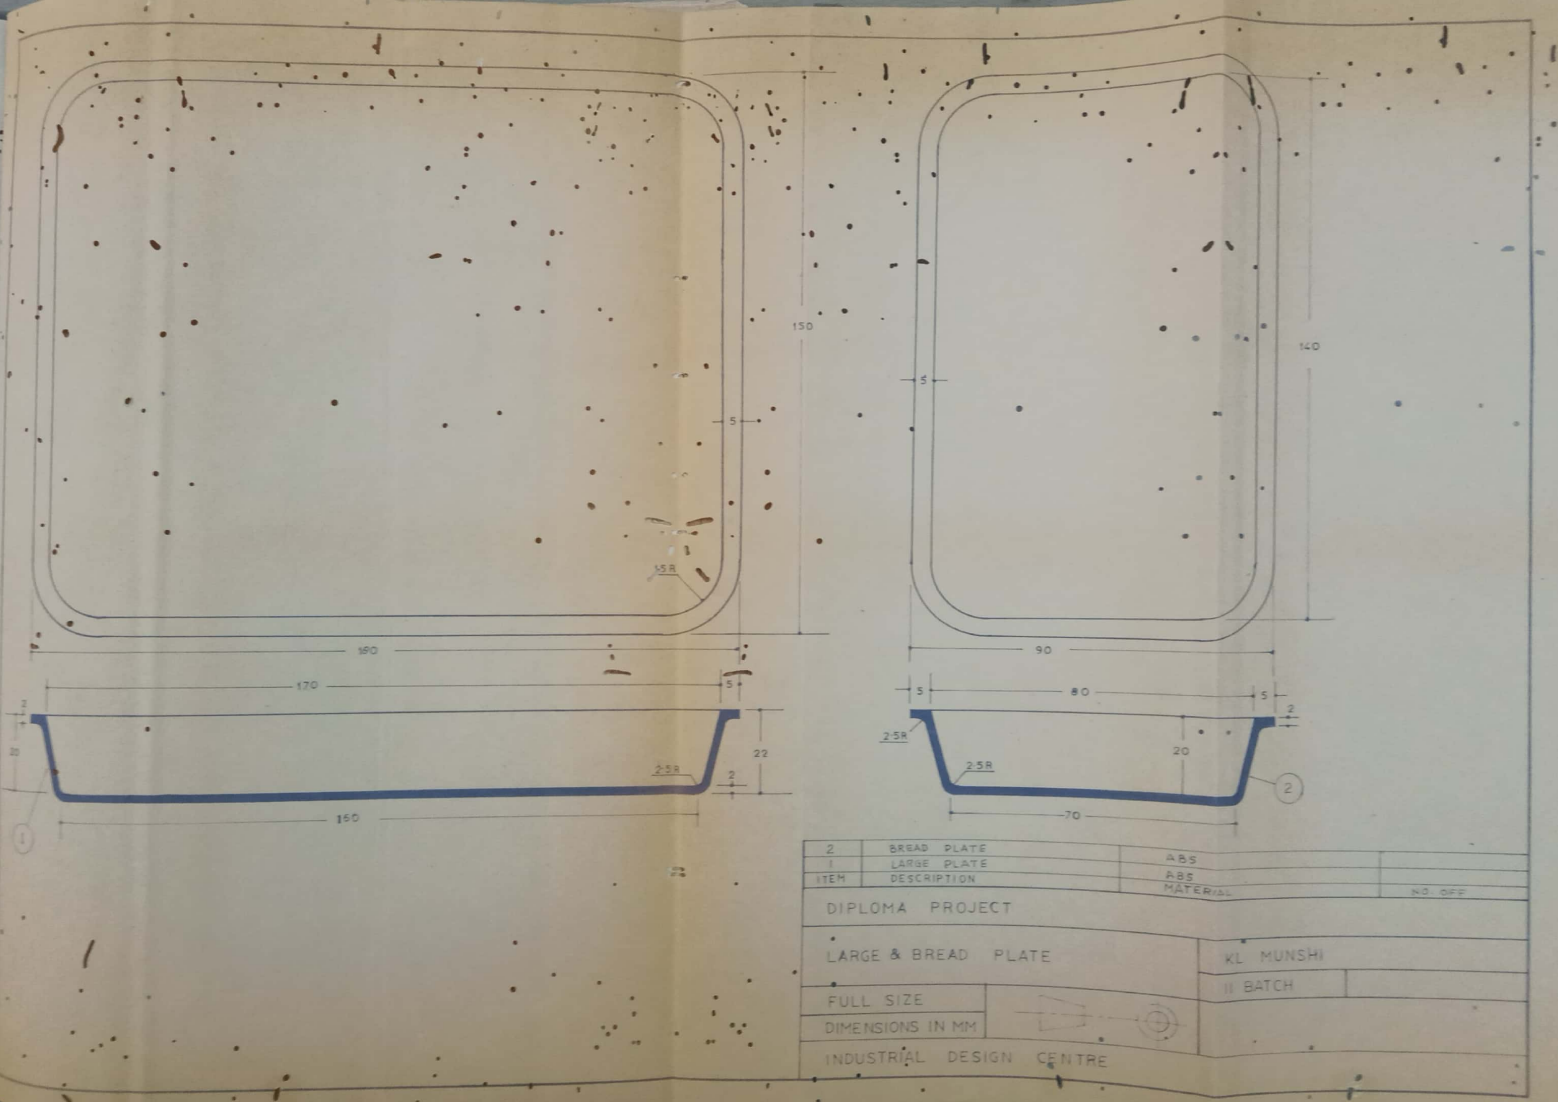 150
140
5
5
15R
180
90
170
5
5
80
5
2
2
20
22
2·5R
2·5R
2·5R
20
2
1
2
160
70
2 BREAD PLATE ABS
1 LARGE PLATE ABS
ITEM DESCRIPTION MATERIAL NO. OFF
DIPLOMA PROJECT
LARGE & BREAD PLATE
KL MUNSHI
II BATCH
FULL SIZE
DIMENSIONS IN MM
INDUSTRIAL DESIGN CENTRE